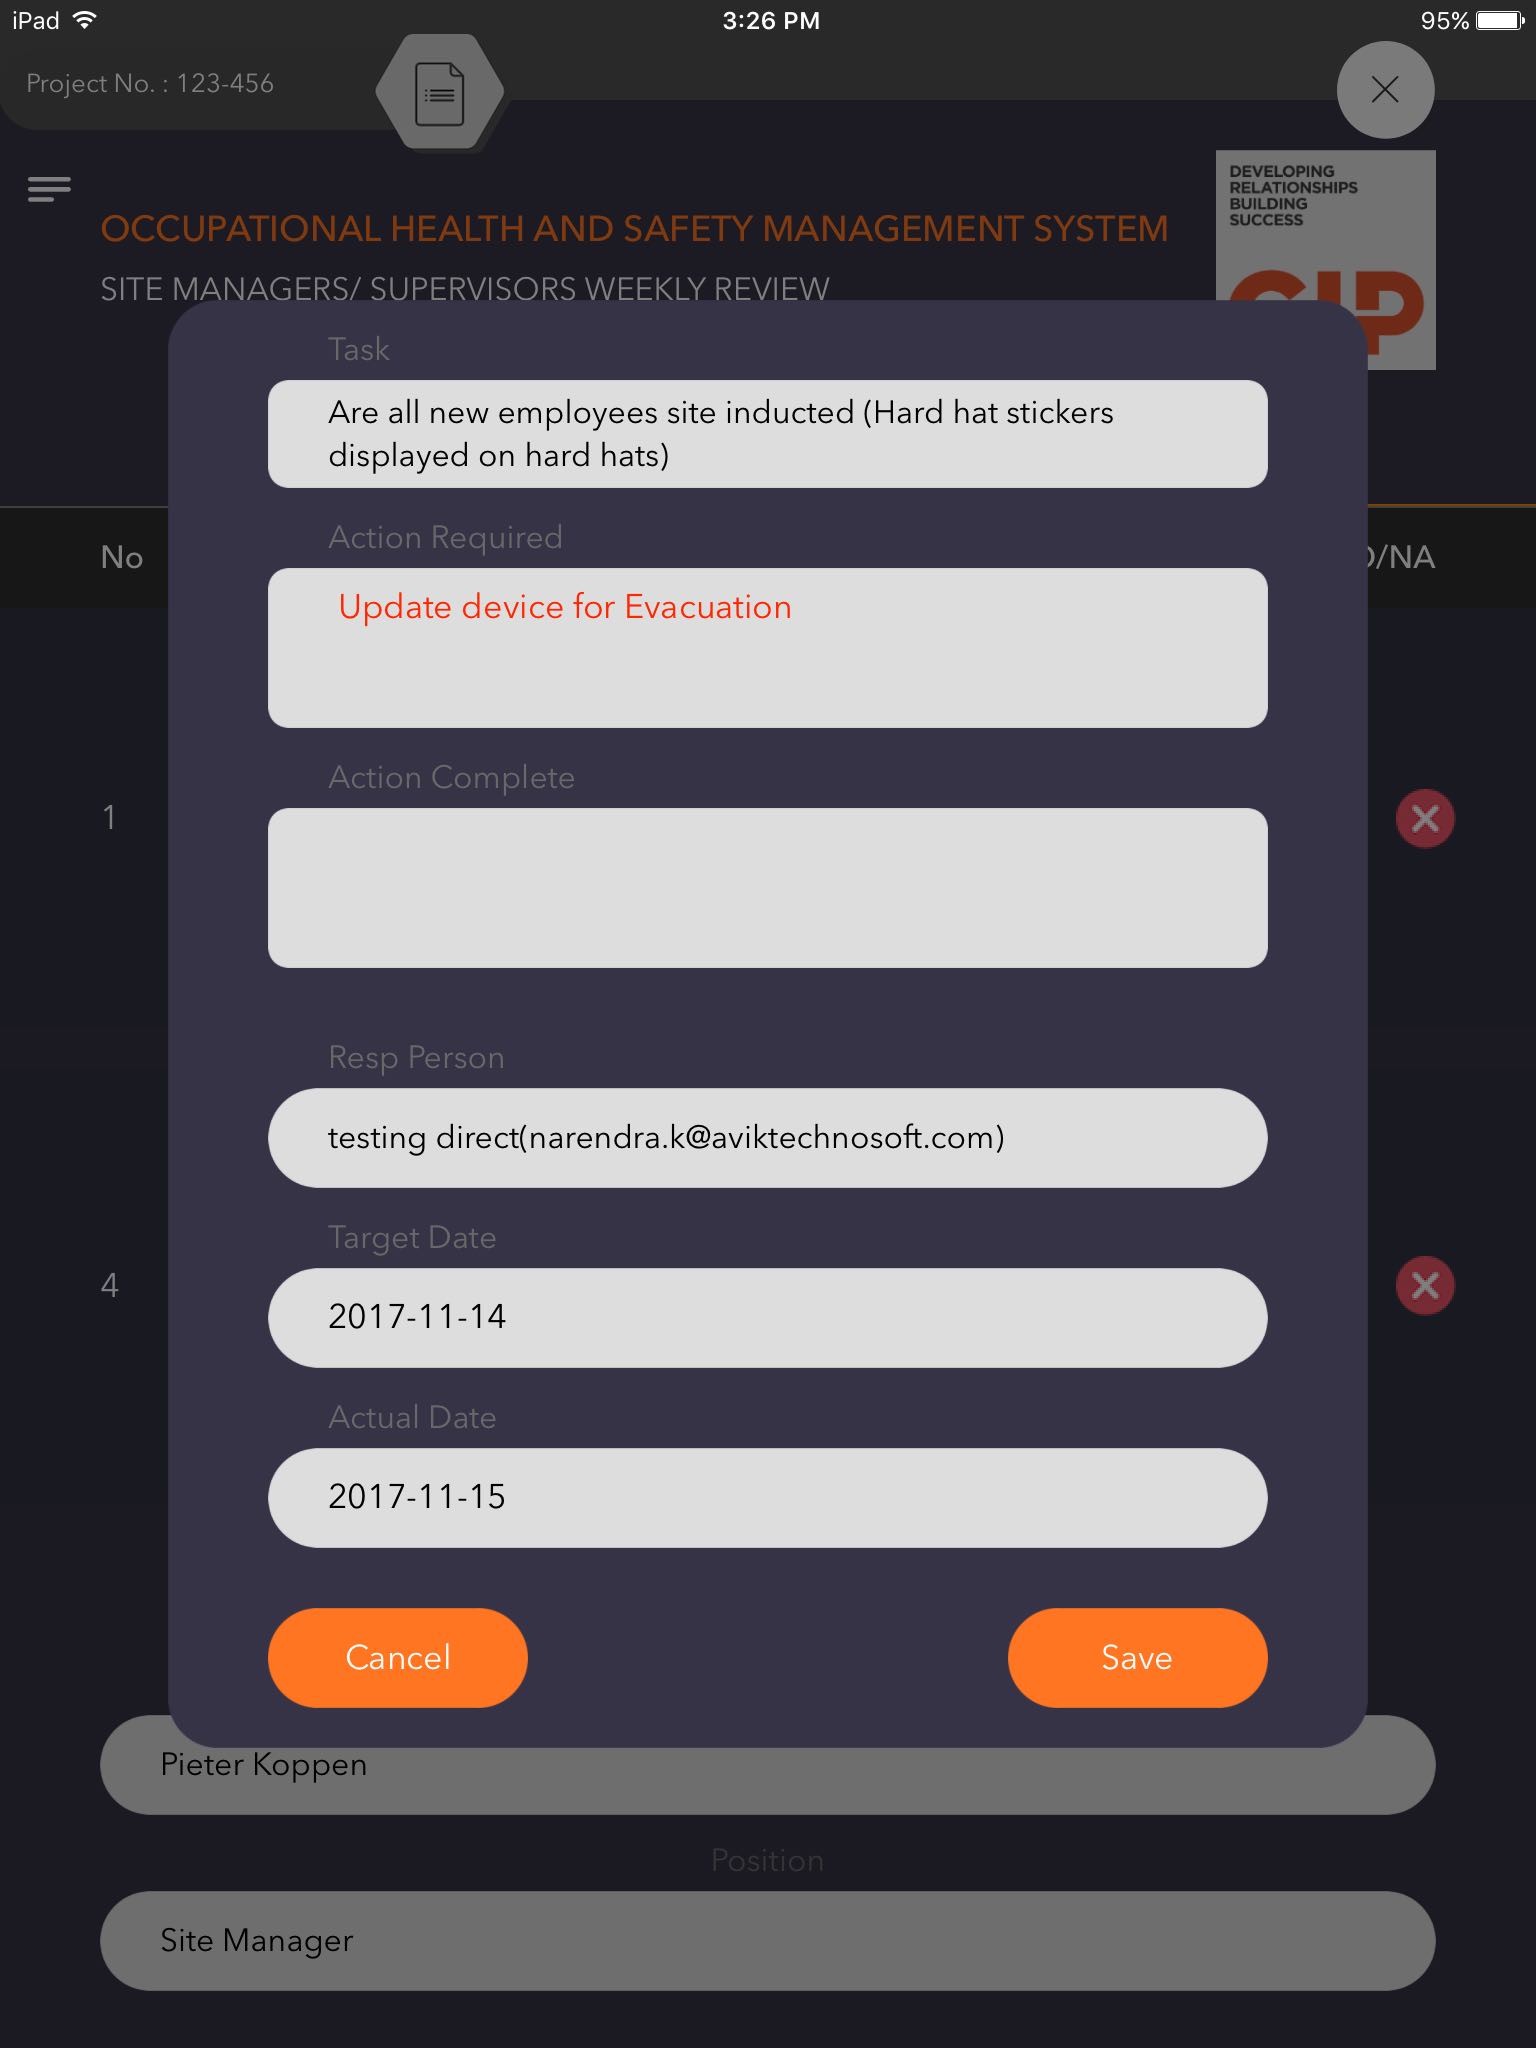 iPad
3:26 PM
95%
Project No. : 123-456
DEVELOPING
RELATIONSHIPS
BUILDING
SUCCESS
OCCUPATIONAL HEALTH AND SAFETY MANAGEMENT SYSTEM
SITE MANAGERS/ SUPERVISORS WEEKLY REVIEW
Task
Are all new employees site inducted (Hard hat stickers
displayed on hard hats)
Action Required
No
/NA
Update device for Evacuation
Action Complete
1
Resp Person
testing direct(narendra.k@aviktechnosoft.com)
Target Date
4
2017-11-14
Actual Date
2017-11-15
Cancel
Save
Pieter Koppen
Position
Site Manager